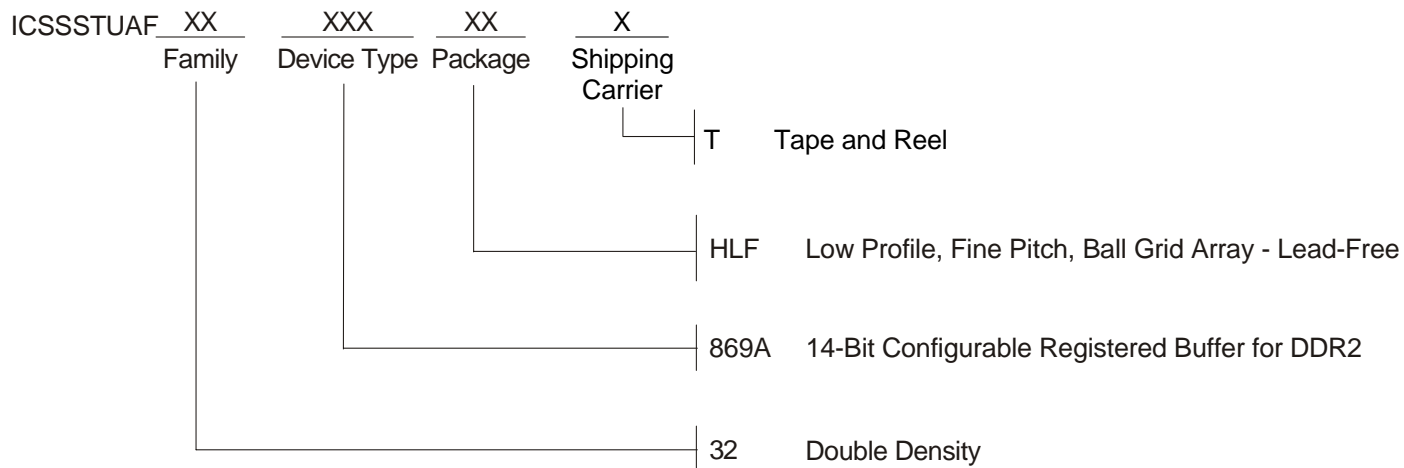 ICSSSTUAF XX XXX XX X
Family Device Type Package Shipping
Carrier
T Tape and Reel
HLF Low Profile, Fine Pitch, Ball Grid Array - Lead-Free
869A 14-Bit Configurable Registered Buffer for DDR2
32 Double Density